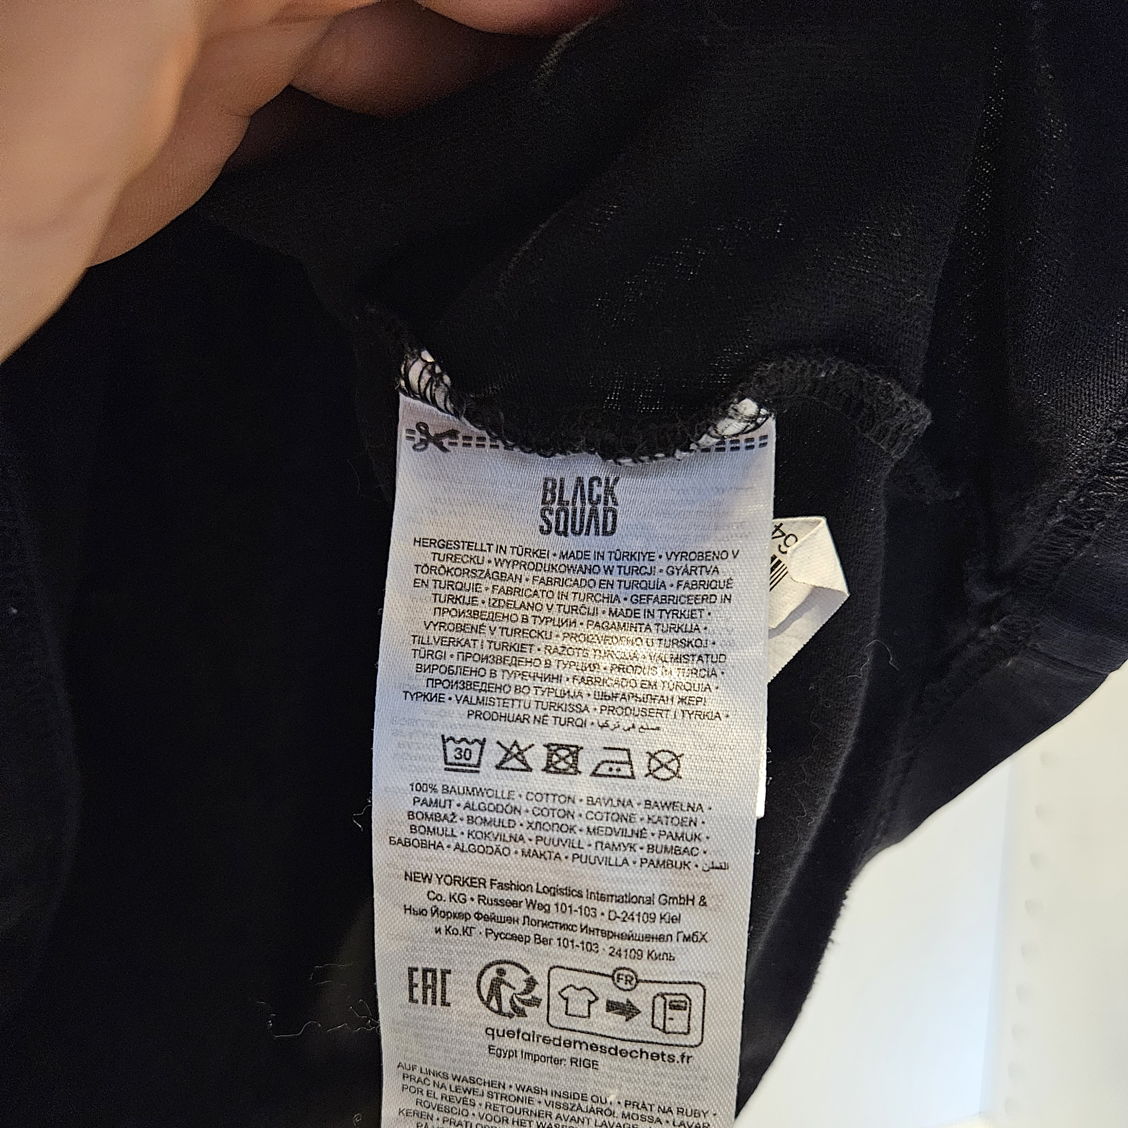 BLACK
SQUAD
HERGESTELLT IN TÜRKEI • MADE IN TÜRKIYE • VYROBENO V
TURECKU • WYPRODUKOWANO W TURCJI • GYÁRTVA
TÖRÖKORSZÁGBAN • FABRICADO EN TURQUÍA • FABRIQUÉ
EN TURQUIE • FABRICATO IN TURCHIA • GEFABRICEERD IN
TURKIJE • IZDELANO V TURČIJI • MADE IN TYRKIET •
ПРОИЗВЕДЕНО В ТУРЦИИ • PAGAMINTA TURKIJA •
VYROBENÉ V TURECKU • PROIZVEDENO U TURSKOJ •
TILLVERKAT I TURKIET • RAŽOTS TURCIJA • VALMISTATUD
TÜRGI • ПРОИЗВЕДЕНО В ТУРЦИЯ • PRODUS IN TURCIA •
ВИРОБЛЕНО В ТУРЕЧЧИНІ • FABRICADO EM TURQUIA •
ПРОИЗВЕДЕНО ВО ТУРЦИЈА • ШЫҒАРЫЛҒАН ЖЕРІ
ТҮРКИЕ • VALMISTETTU TURKISSA • PRODUSERT I TYRKIA •
PRODHUAR NË TURQI • صنع في تركيا
30
100% BAUMWOLLE • COTTON • BAVLNA • BAWEŁNA •
PAMUT • ALGODÓN • COTON • COTONE • KATOEN •
BOMBAŽ • BOMULD • ХЛОПОК • MEDVILNĖ • PAMUK •
BOMULL • KOKVILNA • PUUVILL • ПАМУК • BUMBAC •
БАВОВНА • ALGODÃO • МАКТА • PUUVILLA • PAMBUK • القطن
NEW YORKER Fashion Logistics International GmbH &
Co. KG • Russeer Weg 101-103 • D-24109 Kiel
Нью Йоркер Фейшен Логистикс Интернейшенел ГмбХ
и Ко.КГ · Руссеер Вег 101-103 · 24109 Киль
EAC
FR
quefairedemesdechets.fr
Egypt Importer: RIGE
AUF LINKS WASCHEN • WASH INSIDE OUT • PRÁT NA RUBY •
PRAĆ NA LEWEJ STRONIE • VISSZÁJÁRÓL MOSSA • LAVAR
POR EL REVÉS • RETOURNER AVANT LAVAGE
ROVESCIO • VOOR HET
KEREN •